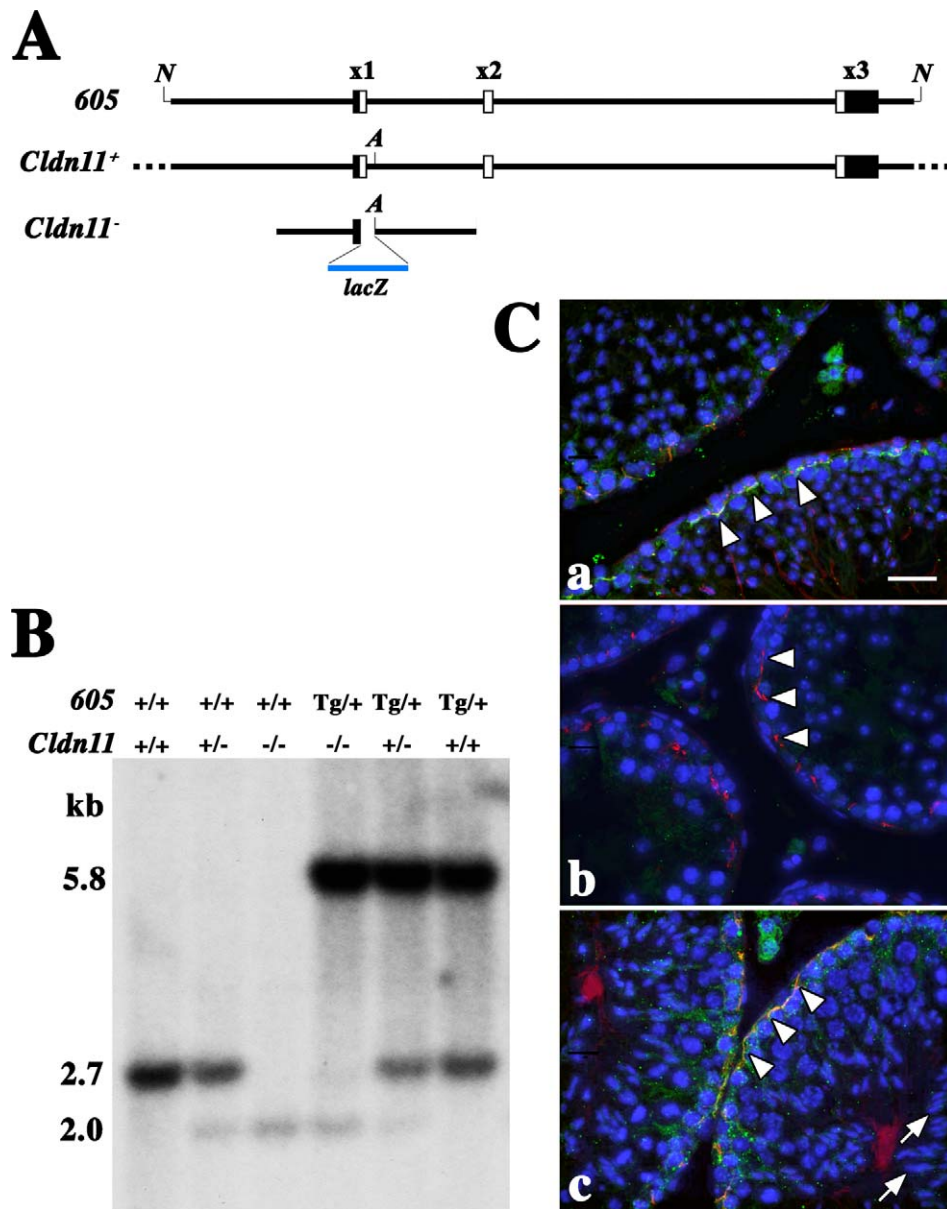 A
N x1 x2 x3 N
605
A
Cldn11+
A
Cldn11-
lacZ
C
a
b
c
B
605 +/+ +/+ +/+ Tg/+ Tg/+ Tg/+
Cldn11 +/+ +/- -/- -/- +/- +/+
kb
5.8
2.7
2.0